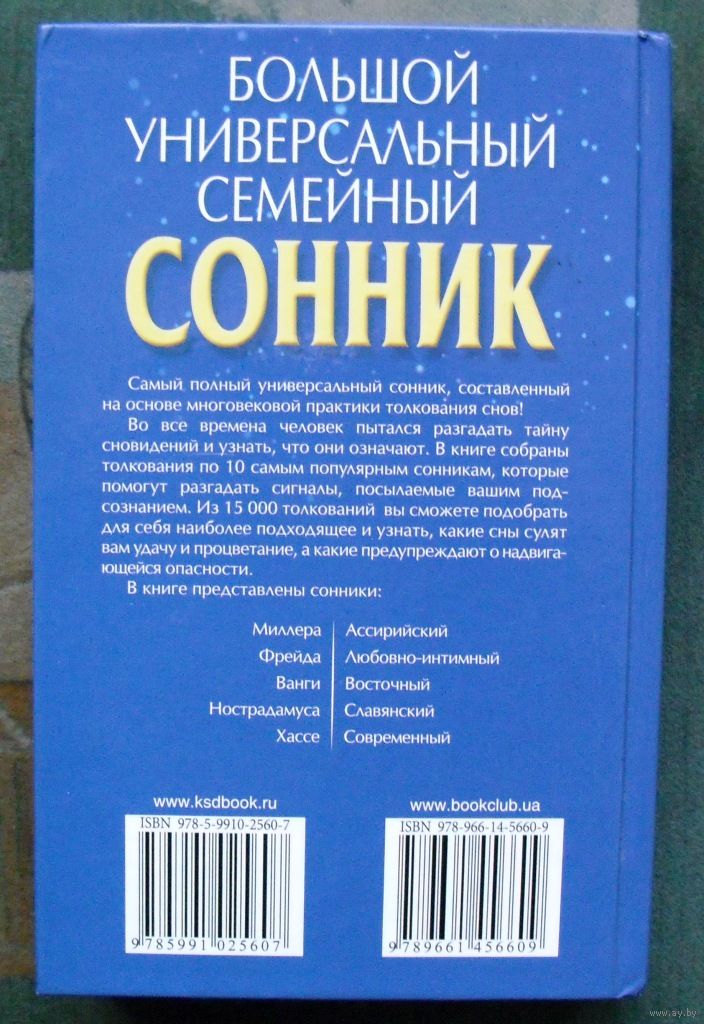 БОЛЬШОЙ
УНИВЕРСАЛЬНЫЙ
СЕМЕЙНЫЙ
СОННИК
Самый полный универсальный сонник, составленный
на основе многовековой практики толкования снов!
Во все времена человек пытался разгадать тайну
сновидений и узнать, что они означают. В книге собраны
толкования по 10 самым популярным сонникам, которые
помогут разгадать сигналы, посылаемые вашим под-
сознанием. Из 15 000 толкований вы сможете подобрать
для себя наиболее подходящее и узнать, какие сны сулят
вам удачу и процветание, а какие предупреждают о надвига-
ющейся опасности.
В книге представлены сонники:
Миллера
Фрейда
Ванги
Нострадамуса
Хассе
Ассирийский
Любовно-интимный
Восточный
Славянский
Современный
www.ksdbook.ru
ISBN 978-5-9910-2560-7
9 785991 025607
www.bookclub.ua
ISBN 978-966-14-5660-9
9 789661 456609
www.ay.by